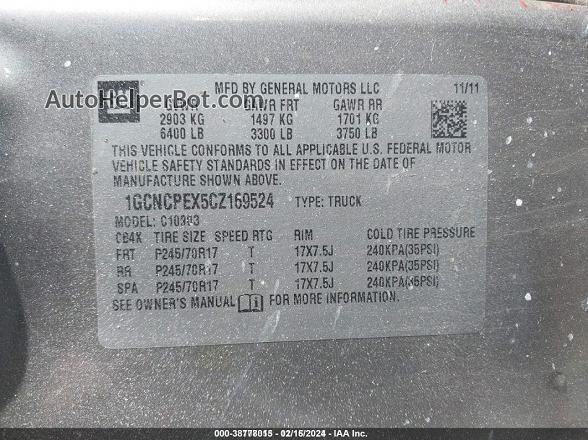 MFD BY GENERAL MOTORS LLC 11/11
AutoHelperBot.com
GM GVWR GAWR FRT GAWR RR
2903 KG 1497 KG 1701 KG
6400 LB 3300 LB 3750 LB
THIS VEHICLE CONFORMS TO ALL APPLICABLE U.S. FEDERAL MOTOR
VEHICLE SAFETY STANDARDS IN EFFECT ON THE DATE OF
MANUFACTURE SHOWN ABOVE.
1GCNCPEX5CZ169524 TYPE: TRUCK
MODEL:
TIRE SIZE SPEED RTG RIM COLD TIRE PRESSURE
FRT P245/70R17 T 17X7.5J 240KPA(35PSI)
RR P245/70R17 T 17X7.5J 240KPA(35PSI)
SPA P245/70R17 T 17X7.5J 240KPA(35PSI)
SEE OWNER'S MANUAL FOR MORE INFORMATION.
02/15/2024 - IAA Inc.